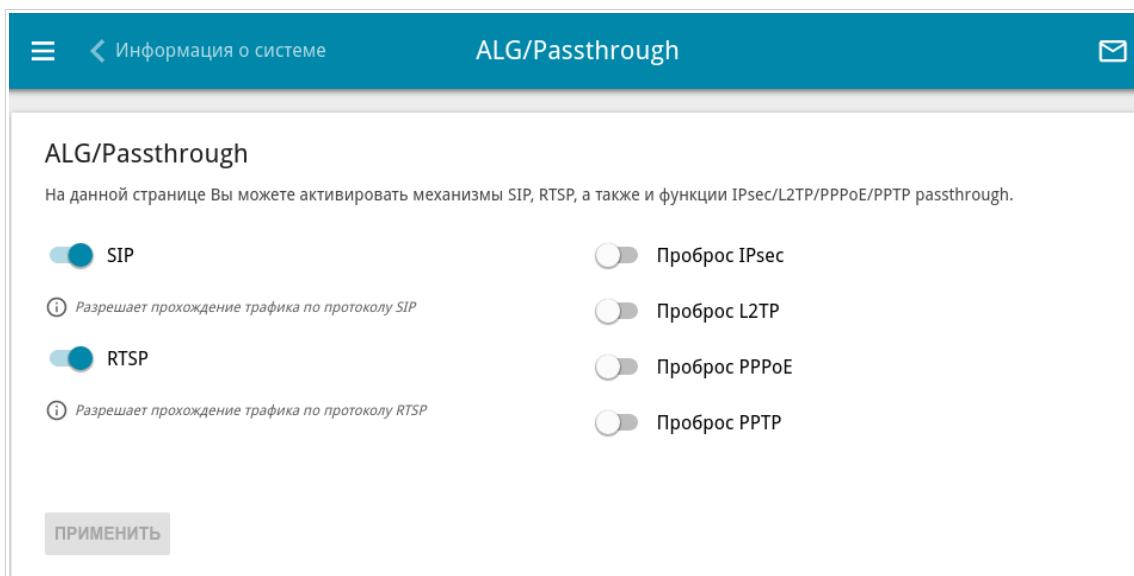 Информация о системе
ALG/Passthrough
ALG/Passthrough
На данной странице Вы можете активировать механизмы SIP, RTSP, а также и функции IPsec/L2TP/PPPoE/PPTP passthrough.
SIP
Разрешает прохождение трафика по протоколу SIP
RTSP
Разрешает прохождение трафика по протоколу RTSP
Проброс IPsec
Проброс L2TP
Проброс PPPoE
Проброс PPTP
ПРИМЕНИТЬ